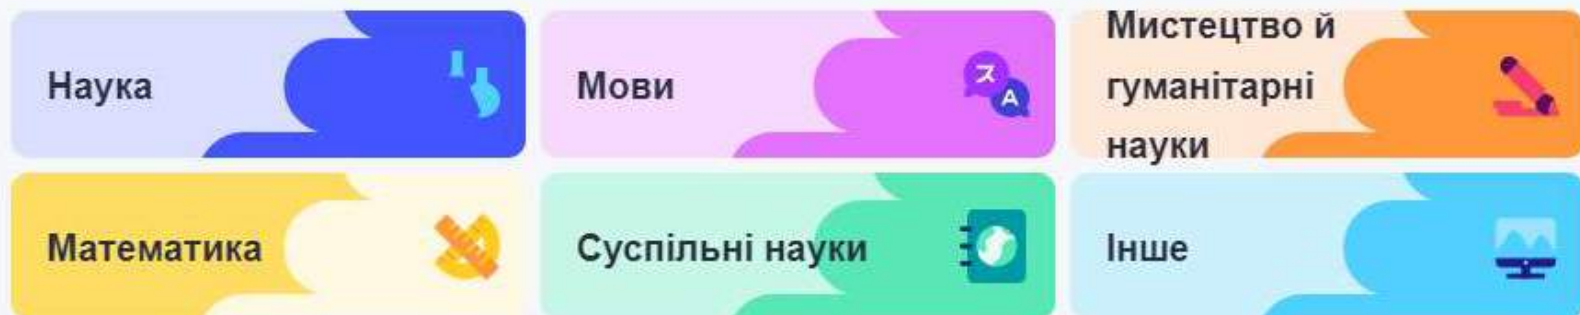 Наука
Мови
Мистецтво й
гуманітарні
науки
Математика
Суспільні науки
Інше